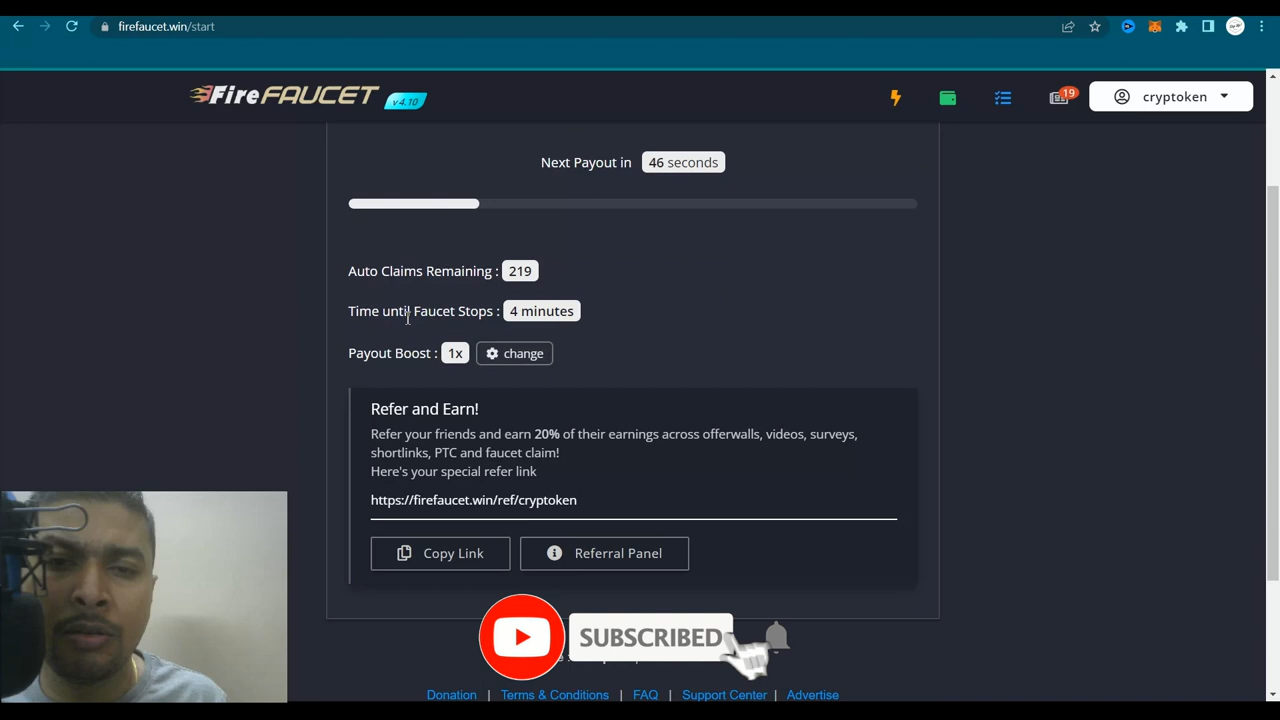 firefaucet.win/start
FireFAUCET v 4.10
19
cryptoken
Next Payout in 46 seconds
Auto Claims Remaining : 219
Time until Faucet Stops : 4 minutes
Payout Boost : 1x change
Refer and Earn!
Refer your friends and earn 20% of their earnings across offerwalls, videos, surveys,
shortlinks, PTC and faucet claim!
Here's your special refer link
https://firefaucet.win/ref/cryptoken
Copy Link
Referral Panel
SUBSCRIBED
Donation | Terms & Conditions | FAQ | Support Center | Advertise